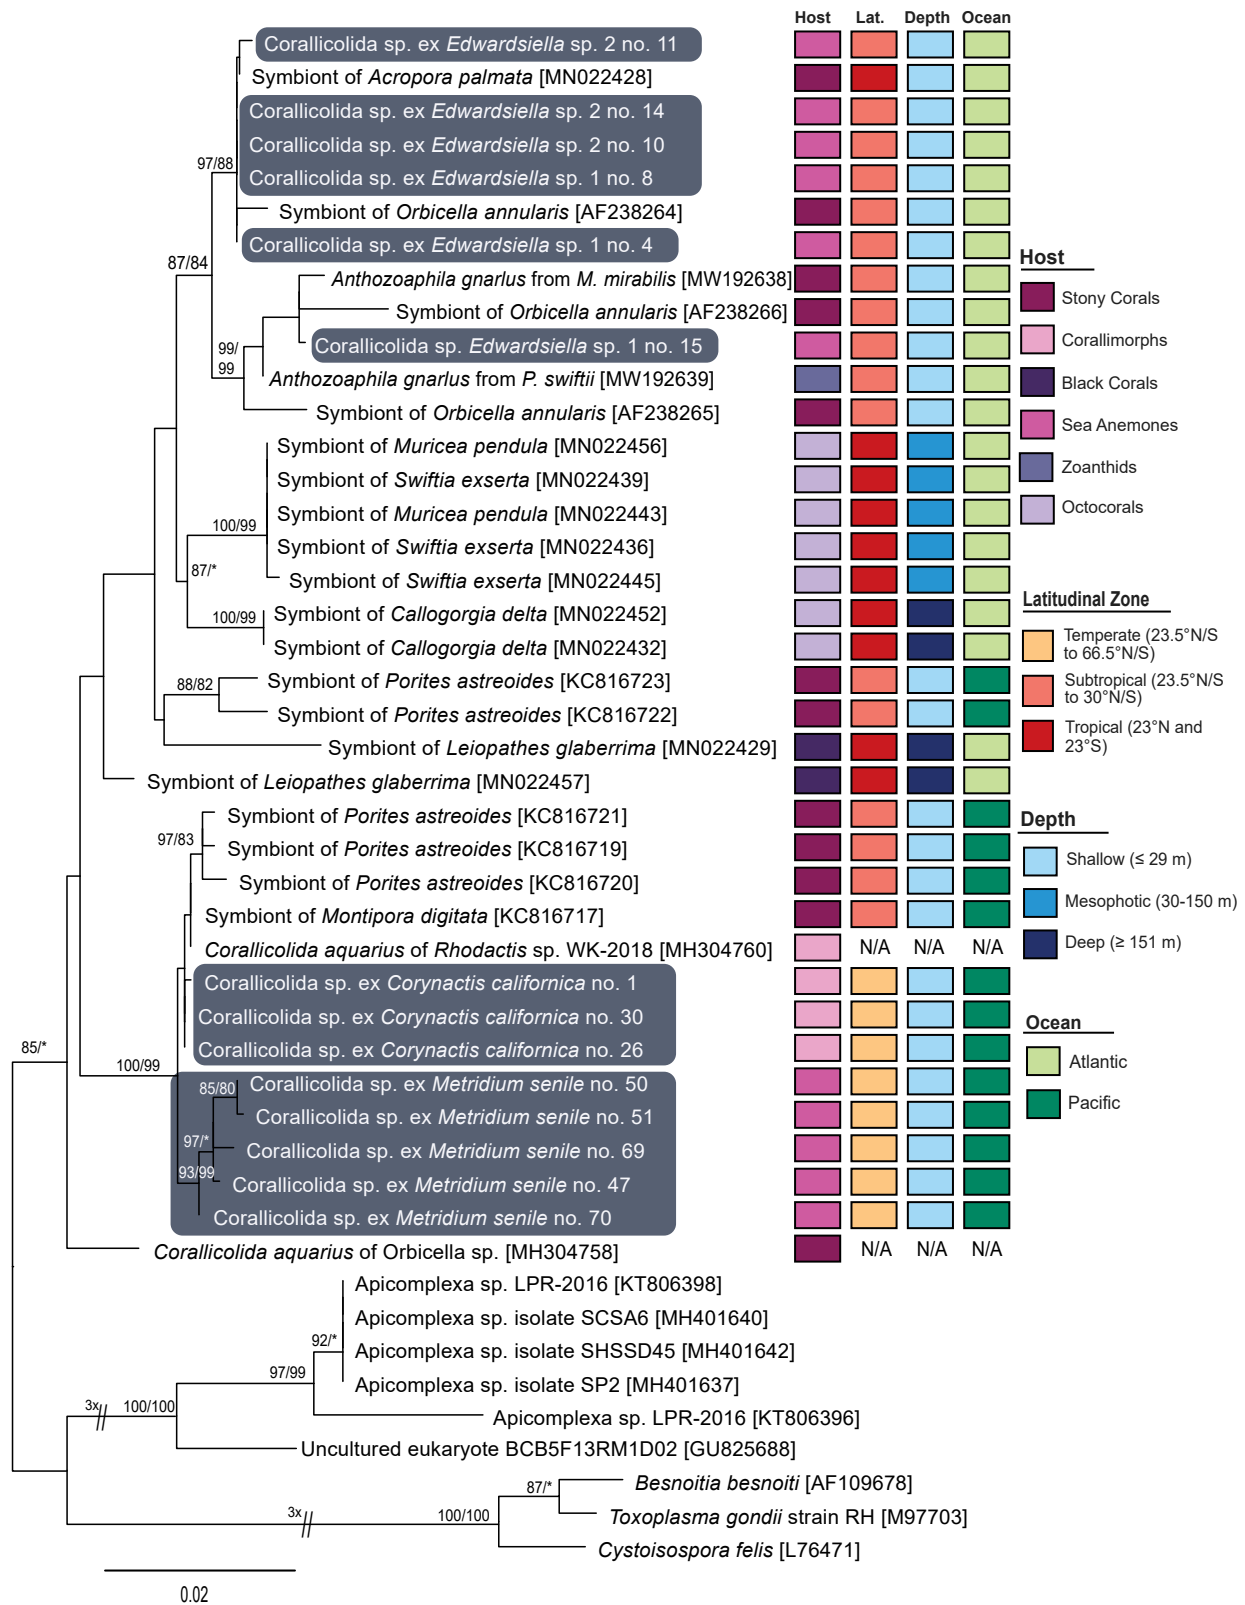 Host Lat. Depth Ocean
Corallicolida sp. ex Edwardsiella sp. 2 no. 11
Symbiont of Acropora palmata [MN022428]
Corallicolida sp. ex Edwardsiella sp. 2 no. 14
Corallicolida sp. ex Edwardsiella sp. 2 no. 10
97/88
Corallicolida sp. ex Edwardsiella sp. 1 no. 8
Symbiont of Orbicella annularis [AF238264]
Corallicolida sp. ex Edwardsiella sp. 1 no. 4
87/84
Anthozoaphila gnarlus from M. mirabilis [MW192638]
Symbiont of Orbicella annularis [AF238266]
Corallicolida sp. Edwardsiella sp. 1 no. 15
99/
99
Anthozoaphila gnarlus from P. swiftii [MW192639]
Symbiont of Orbicella annularis [AF238265]
Symbiont of Muricea pendula [MN022456]
Symbiont of Swiftia exserta [MN022439]
Symbiont of Muricea pendula [MN022443]
100/99
Symbiont of Swiftia exserta [MN022436]
87/*
Symbiont of Swiftia exserta [MN022445]
100/99
Symbiont of Callogorgia delta [MN022452]
Symbiont of Callogorgia delta [MN022432]
88/82
Symbiont of Porites astreoides [KC816723]
Symbiont of Porites astreoides [KC816722]
Symbiont of Leiopathes glaberrima [MN022429]
Symbiont of Leiopathes glaberrima [MN022457]
Symbiont of Porites astreoides [KC816721]
97/83
Symbiont of Porites astreoides [KC816719]
Symbiont of Porites astreoides [KC816720]
Symbiont of Montipora digitata [KC816717]
Corallicolida aquarius of Rhodactis sp. WK-2018 [MH304760] N/A N/A N/A
Corallicolida sp. ex Corynactis californica no. 1
Corallicolida sp. ex Corynactis californica no. 30
Corallicolida sp. ex Corynactis californica no. 26
85/*
100/99
85/80
Corallicolida sp. ex Metridium senile no. 50
Corallicolida sp. ex Metridium senile no. 51
97/*
Corallicolida sp. ex Metridium senile no. 69
93/99
Corallicolida sp. ex Metridium senile no. 47
Corallicolida sp. ex Metridium senile no. 70
Corallicolida aquarius of Orbicella sp. [MH304758] N/A N/A N/A
Apicomplexa sp. LPR-2016 [KT806398]
Apicomplexa sp. isolate SCSA6 [MH401640]
92/*
Apicomplexa sp. isolate SHSSD45 [MH401642]
97/99
Apicomplexa sp. isolate SP2 [MH401637]
3x
100/100
Apicomplexa sp. LPR-2016 [KT806396]
Uncultured eukaryote BCB5F13RM1D02 [GU825688]
87/*
Besnoitia besnoiti [AF109678]
3x
100/100
Toxoplasma gondii strain RH [M97703]
Cystoisospora felis [L76471]
0.02
Host
Stony Corals
Corallimorphs
Black Corals
Sea Anemones
Zoanthids
Octocorals
Latitudinal Zone
Temperate (23.5°N/S
to 66.5°N/S)
Subtropical (23.5°N/S
to 30°N/S)
Tropical (23°N and
23°S)
Depth
Shallow (≤ 29 m)
Mesophotic (30-150 m)
Deep (≥ 151 m)
Ocean
Atlantic
Pacific